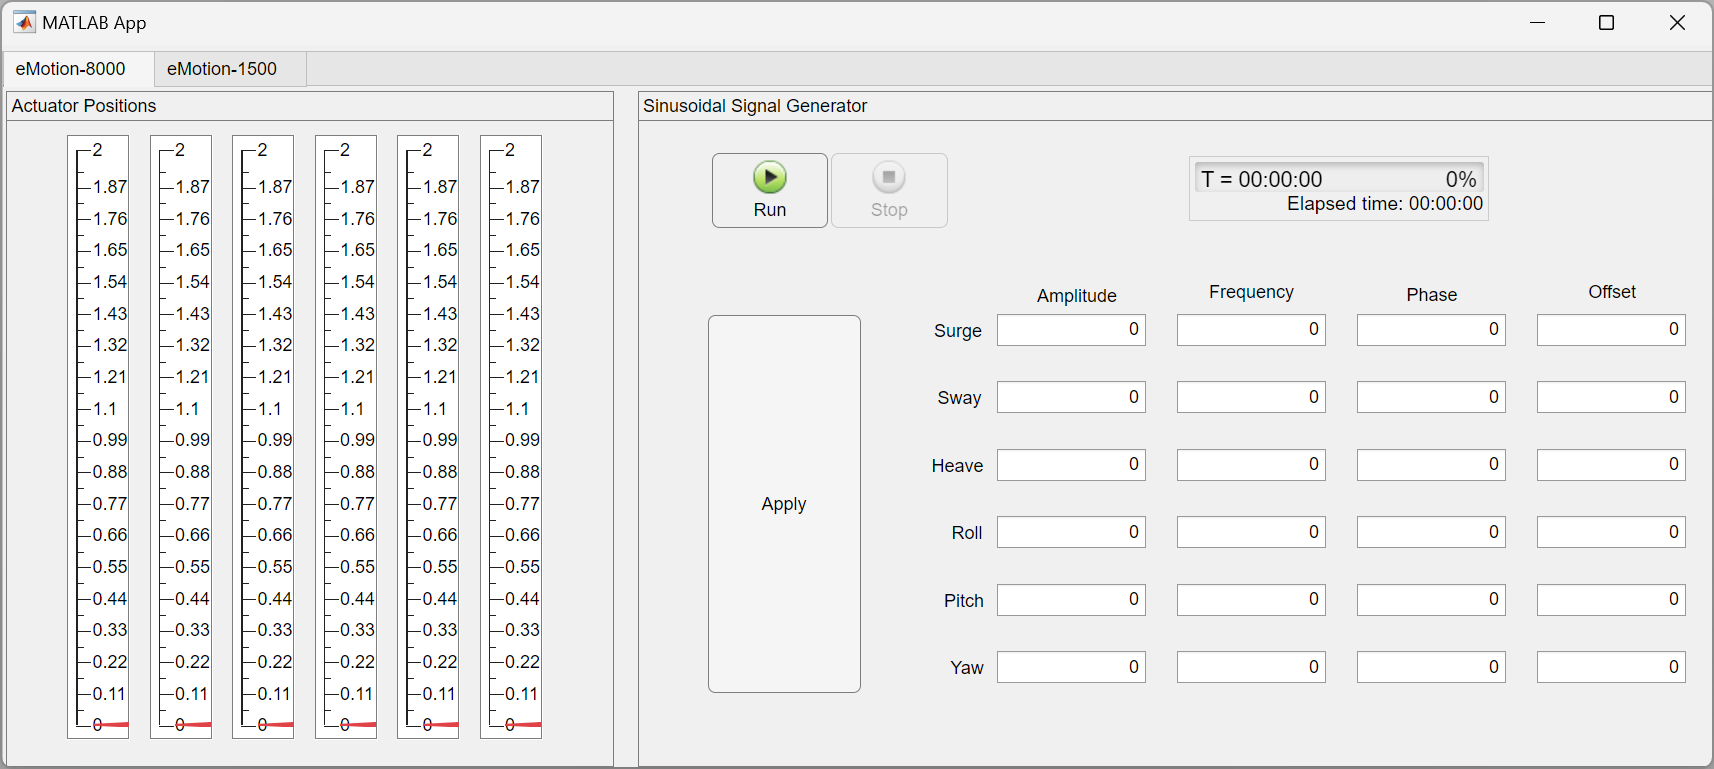 MATLAB App
eMotion-8000 eMotion-1500
Actuator Positions
2 2 2 2 2 2
1.87 1.87 1.87 1.87 1.87 1.87
1.76 1.76 1.76 1.76 1.76 1.76
1.65 1.65 1.65 1.65 1.65 1.65
1.54 1.54 1.54 1.54 1.54 1.54
1.43 1.43 1.43 1.43 1.43 1.43
1.32 1.32 1.32 1.32 1.32 1.32
1.21 1.21 1.21 1.21 1.21 1.21
1.1 1.1 1.1 1.1 1.1 1.1
0.99 0.99 0.99 0.99 0.99 0.99
0.88 0.88 0.88 0.88 0.88 0.88
0.77 0.77 0.77 0.77 0.77 0.77
0.66 0.66 0.66 0.66 0.66 0.66
0.55 0.55 0.55 0.55 0.55 0.55
0.44 0.44 0.44 0.44 0.44 0.44
0.33 0.33 0.33 0.33 0.33 0.33
0.22 0.22 0.22 0.22 0.22 0.22
0.11 0.11 0.11 0.11 0.11 0.11
0 0 0 0 0 0
Sinusoidal Signal Generator
Run Stop
T = 00:00:00 0%
Elapsed time: 00:00:00
Apply
Amplitude Frequency Phase Offset
Surge 0 0 0 0
Sway 0 0 0 0
Heave 0 0 0 0
Roll 0 0 0 0
Pitch 0 0 0 0
Yaw 0 0 0 0